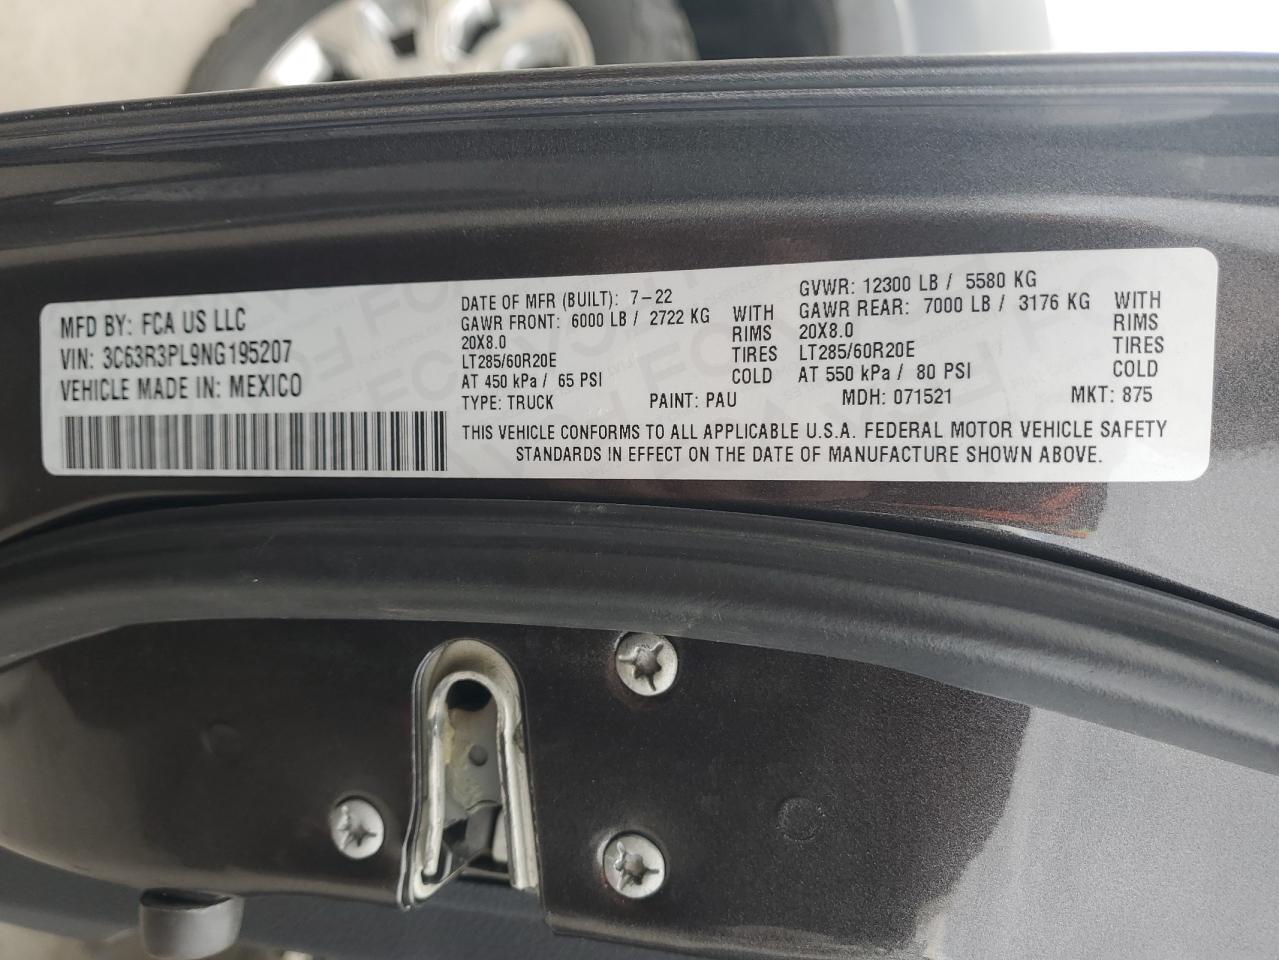 MFD BY: FCA US LLC
VIN: 3C63R3PL9NG195207
VEHICLE MADE IN: MEXICO
DATE OF MFR (BUILT): 7-22
GAWR FRONT: 6000 LB / 2722 KG WITH
20X8.0 RIMS
LT285/60R20E TIRES
AT 450 kPa / 65 PSI COLD
GVWR: 12300 LB / 5580 KG
GAWR REAR: 7000 LB / 3176 KG WITH
20X8.0 RIMS
LT285/60R20E TIRES
AT 550 kPa / 80 PSI COLD
TYPE: TRUCK PAINT: PAU MDH: 071521 MKT: 875
THIS VEHICLE CONFORMS TO ALL APPLICABLE U.S.A. FEDERAL MOTOR VEHICLE SAFETY
STANDARDS IN EFFECT ON THE DATE OF MANUFACTURE SHOWN ABOVE.